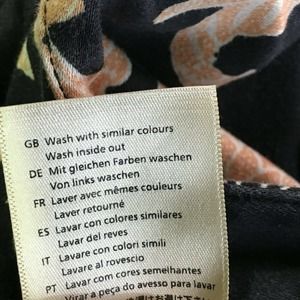 GB Wash with similar colours
Wash inside out
DE Mit gleichen Farben waschen
Von links waschen
FR Laver avec mêmes couleurs
Laver retourné
ES Lavar con colores similares
Lavar del reves
IT Lavare con colori simili
Lavare al rovescio
PT Lavar com cores semelhantes
Virar a peça do avesso para lavar